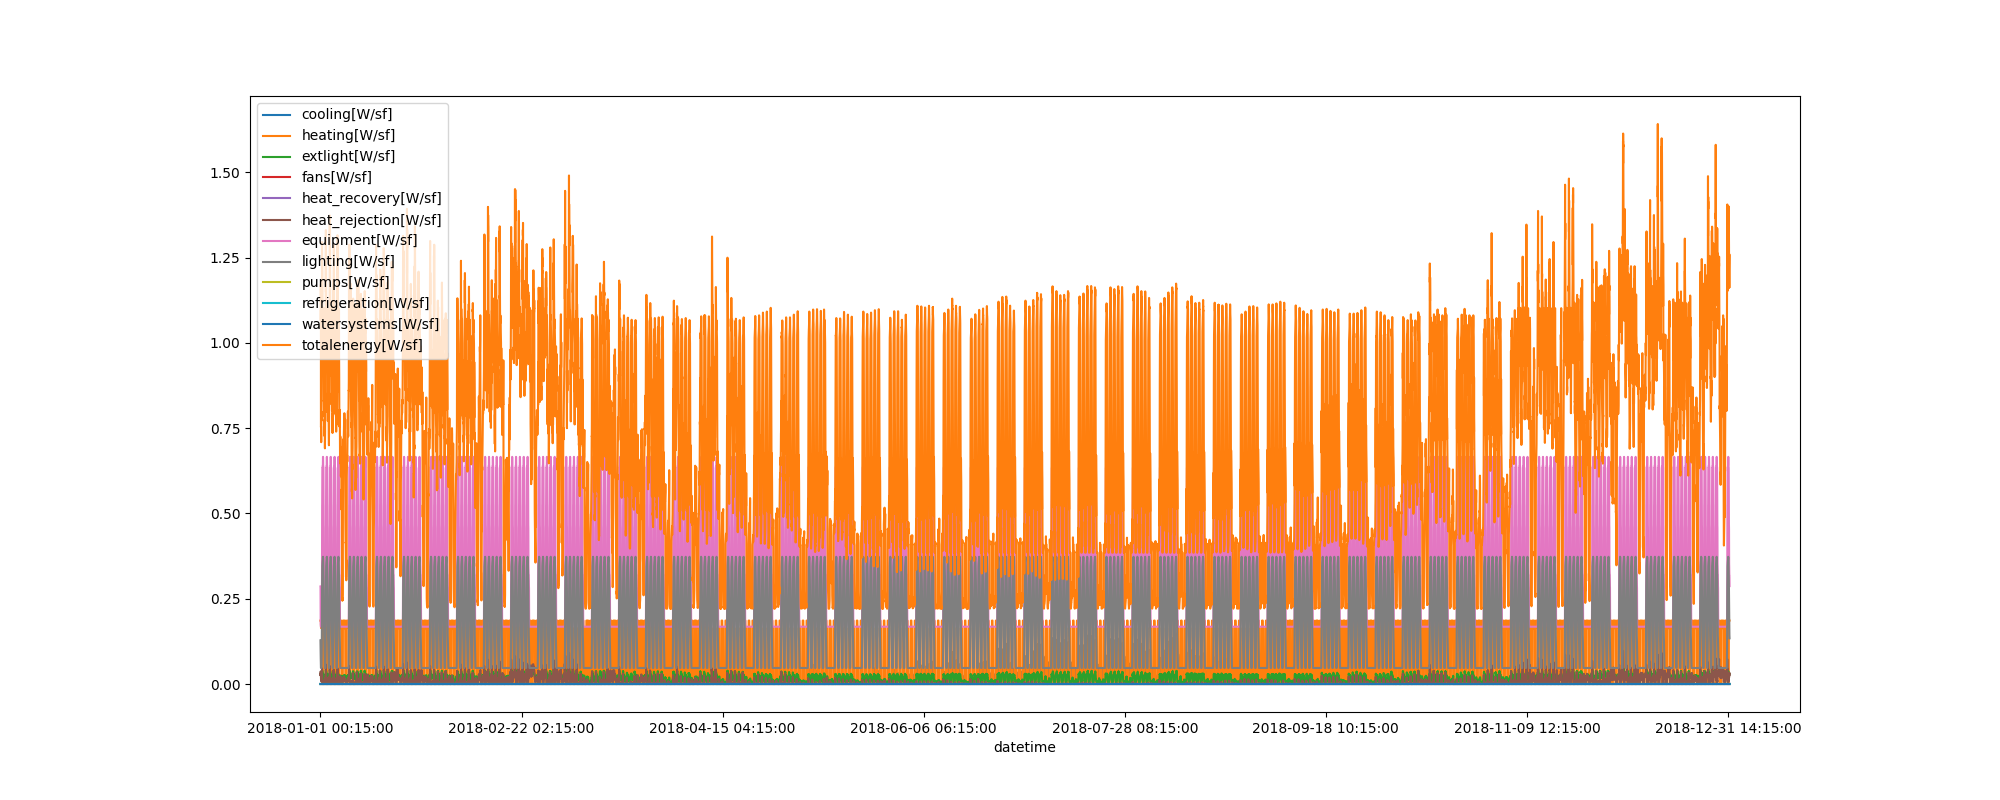 cooling[W/sf]
heating[W/sf]
extlight[W/sf]
fans[W/sf]
heat_recovery[W/sf]
heat_rejection[W/sf]
equipment[W/sf]
lighting[W/sf]
pumps[W/sf]
refrigeration[W/sf]
watersystems[W/sf]
totalenergy[W/sf]
1.50
1.25
1.00
0.75
0.50
0.25
0.00
2018-01-01 00:15:00 2018-02-22 02:15:00 2018-04-15 04:15:00 2018-06-06 06:15:00 2018-07-28 08:15:00 2018-09-18 10:15:00 2018-11-09 12:15:00 2018-12-31 14:15:00
datetime